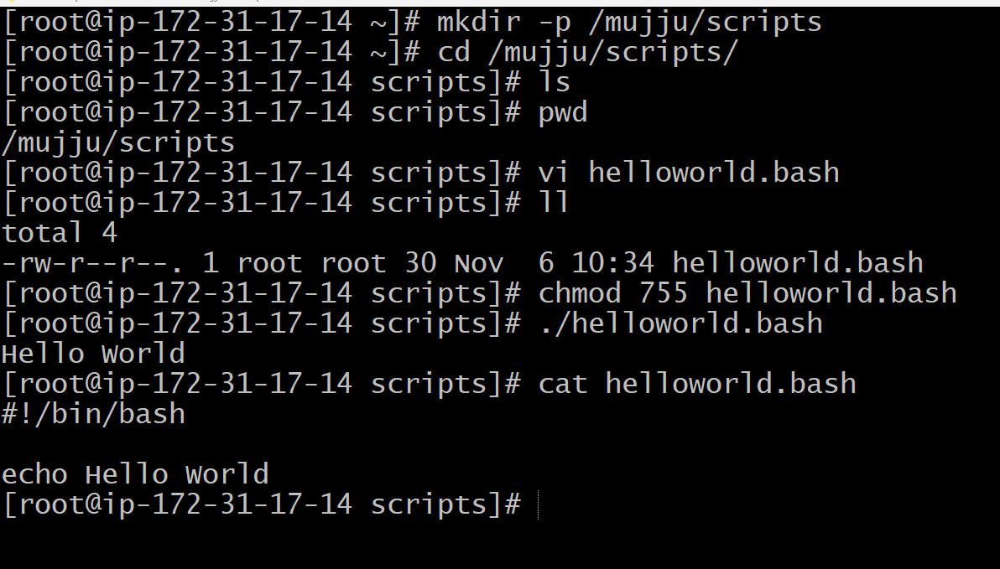 [root@ip-172-31-17-14 ~]# mkdir -p /mujju/scripts
[root@ip-172-31-17-14 ~]# cd /mujju/scripts/
[root@ip-172-31-17-14 scripts]# ls
[root@ip-172-31-17-14 scripts]# pwd
/mujju/scripts
[root@ip-172-31-17-14 scripts]# vi helloworld.bash
[root@ip-172-31-17-14 scripts]# ll
total 4
-rw-r--r--. 1 root root 30 Nov  6 10:34 helloworld.bash
[root@ip-172-31-17-14 scripts]# chmod 755 helloworld.bash
[root@ip-172-31-17-14 scripts]# ./helloworld.bash
Hello World
[root@ip-172-31-17-14 scripts]# cat helloworld.bash
#!/bin/bash

echo Hello World
[root@ip-172-31-17-14 scripts]#